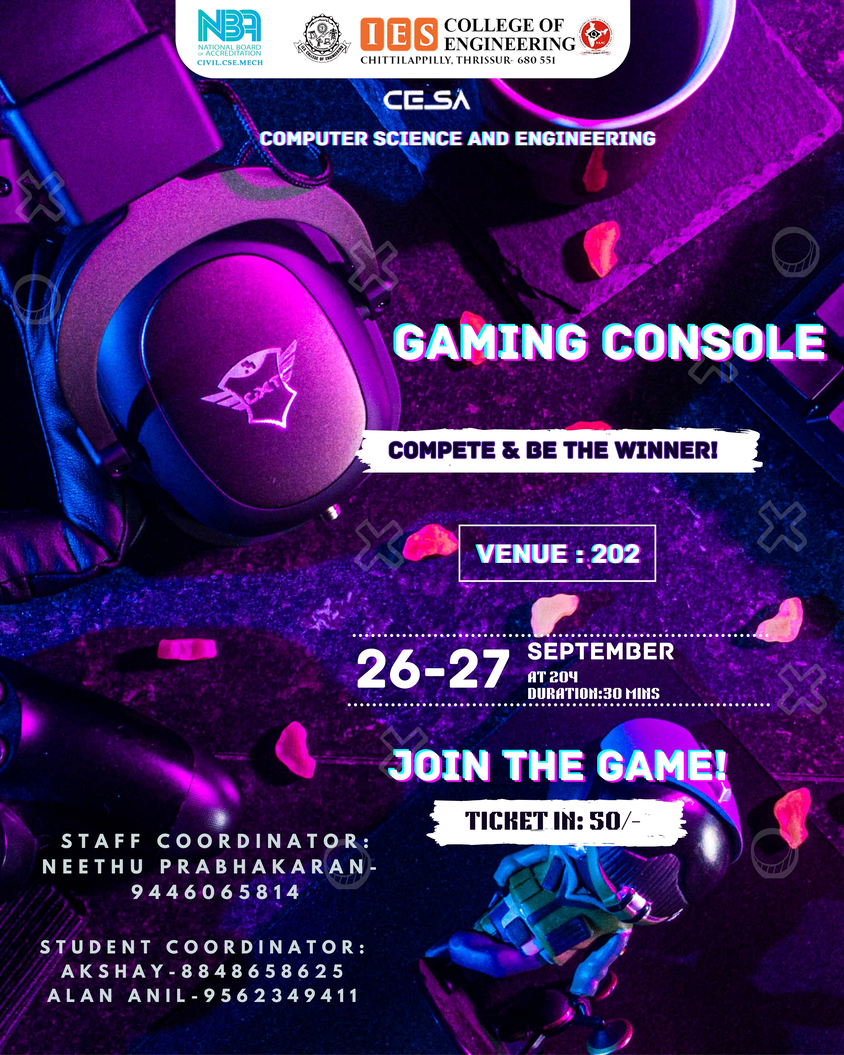 NBA
NATIONAL BOARD
OF ACCREDITATION
CIVIL.CSE.MECH
IES COLLEGE OF
ENGINEERING
CHITTILAPPILLY, THRISSUR- 680 551
CESA
COMPUTER SCIENCE AND ENGINEERING
GXT
GAMING CONSOLE
COMPETE & BE THE WINNER!
VENUE : 202
26-27 SEPTEMBER
AT 204
DURATION:30 MINS
JOIN THE GAME!
TICKET IN: 50/-
STAFF COORDINATOR:
NEETHU PRABHAKARAN-
9446065814
STUDENT COORDINATOR:
AKSHAY-8848658625
ALAN ANIL-9562349411